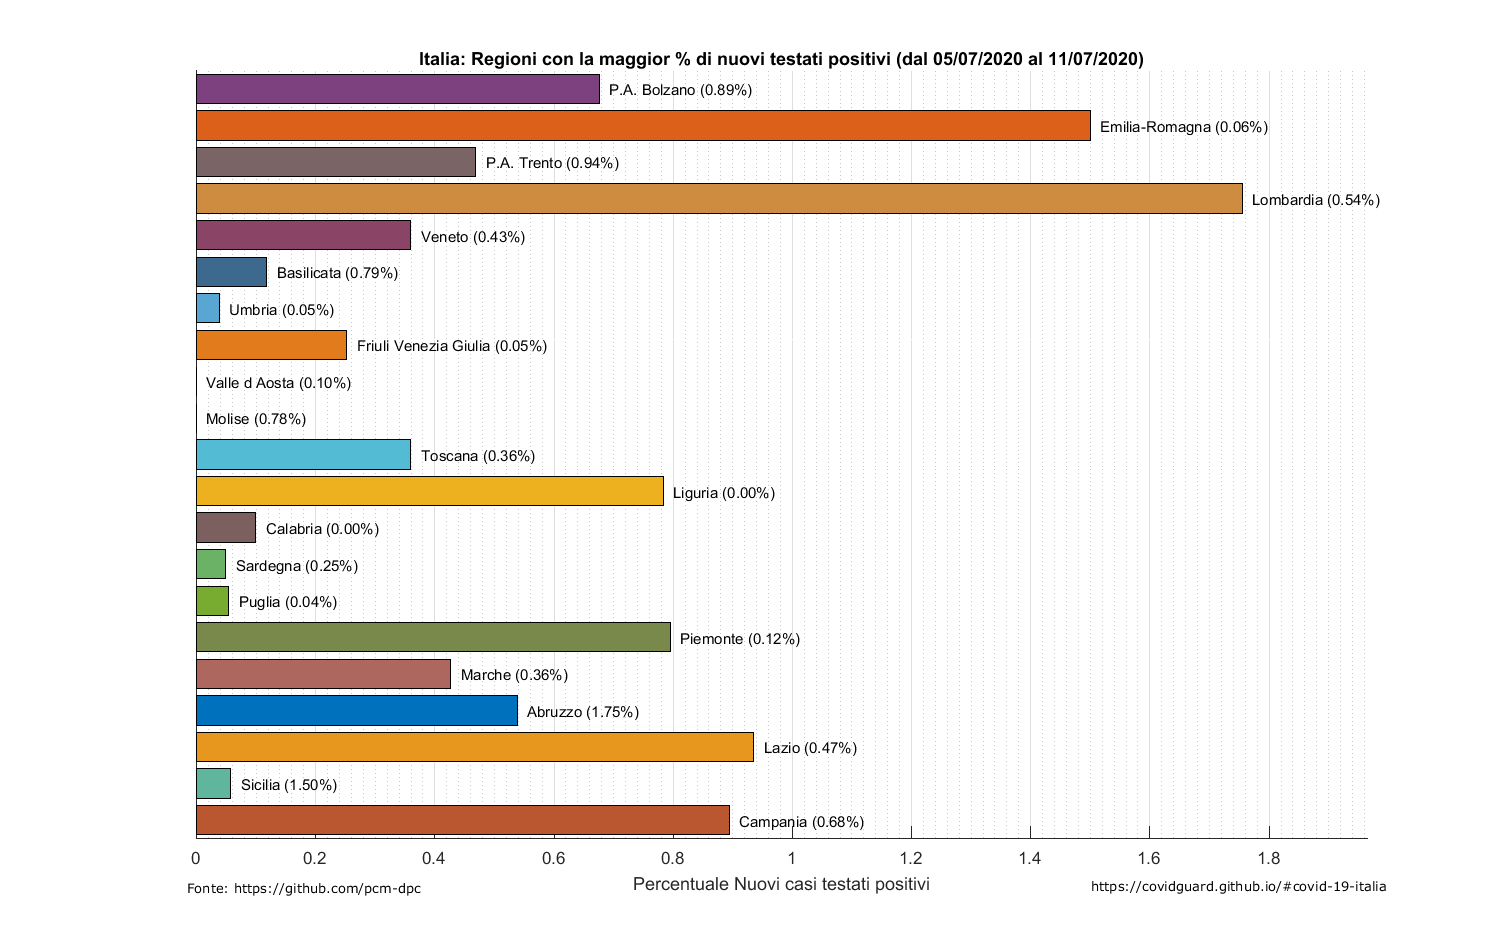 Italia: Regioni con la maggior % di nuovi testati positivi (dal 05/07/2020 al 11/07/2020)
P.A. Bolzano (0.89%)
Emilia-Romagna (0.06%)
P.A. Trento (0.94%)
Lombardia (0.54%)
Veneto (0.43%)
Basilicata (0.79%)
Umbria (0.05%)
Friuli Venezia Giulia (0.05%)
Valle d Aosta (0.10%)
Molise (0.78%)
Toscana (0.36%)
Liguria (0.00%)
Calabria (0.00%)
Sardegna (0.25%)
Puglia (0.04%)
Piemonte (0.12%)
Marche (0.36%)
Abruzzo (1.75%)
Lazio (0.47%)
Sicilia (1.50%)
Campania (0.68%)
0 0.2 0.4 0.6 0.8 1 1.2 1.4 1.6 1.8
Percentuale Nuovi casi testati positivi
Fonte: https://github.com/pcm-dpc
https://covidguard.github.io/#covid-19-italia